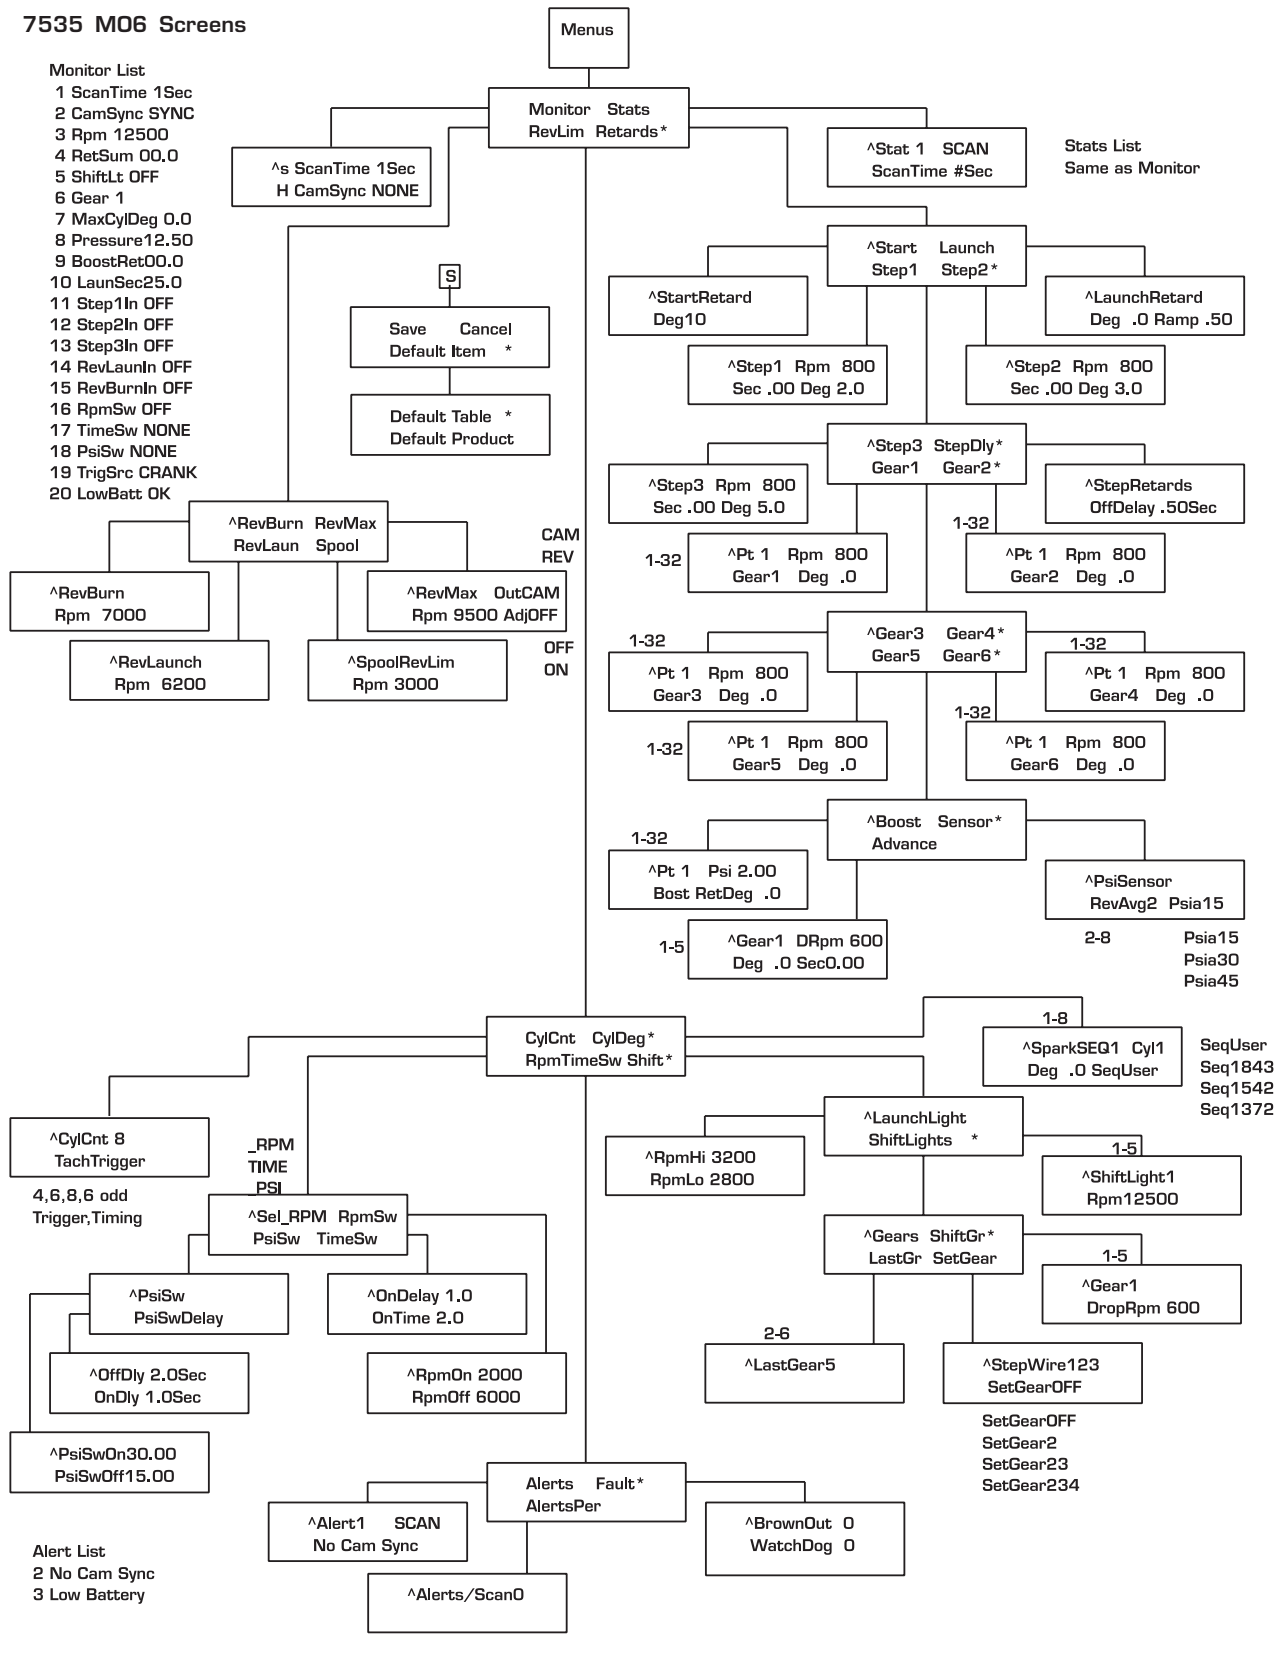 7535 M06 Screens
Menus
Monitor List
1 ScanTime 1Sec
2 CamSync SYNC
3 Rpm 12500
4 RetSum 00.0
5 ShiftLt OFF
6 Gear 1
7 MaxCylDeg 0.0
8 Pressure12.50
9 BoostRet00.0
10 LaunSec25.0
11 Step1In OFF
12 Step2In OFF
13 Step3In OFF
14 RevLaunIn OFF
15 RevBurnIn OFF
16 RpmSw OFF
17 TimeSw NONE
18 PsiSw NONE
19 TrigSrc CRANK
20 LowBatt OK
Monitor Stats
RevLim Retards*
^s ScanTime 1Sec
H CamSync NONE
^Stat 1 SCAN
ScanTime #Sec
Stats List
Same as Monitor
S
Save Cancel
Default Item *
Default Table *
Default Product
^Start Launch
Step1 Step2*
^StartRetard
Deg10
^LaunchRetard
Deg .0 Ramp .50
^Step1 Rpm 800
Sec .00 Deg 2.0
^Step2 Rpm 800
Sec .00 Deg 3.0
^Step3 StepDly*
Gear1 Gear2*
^Step3 Rpm 800
Sec .00 Deg 5.0
^StepRetards
OffDelay .50Sec
1-32
^Pt 1 Rpm 800
Gear1 Deg .0
1-32
^Pt 1 Rpm 800
Gear2 Deg .0
^RevBurn RevMax
RevLaun Spool
CAM
REV
^RevBurn
Rpm 7000
^RevMax OutCAM
Rpm 9500 AdjOFF
OFF
ON
^RevLaunch
Rpm 6200
^SpoolRevLim
Rpm 3000
^Gear3 Gear4*
Gear5 Gear6*
1-32
^Pt 1 Rpm 800
Gear3 Deg .0
1-32
^Pt 1 Rpm 800
Gear4 Deg .0
1-32
^Pt 1 Rpm 800
Gear5 Deg .0
1-32
^Pt 1 Rpm 800
Gear6 Deg .0
^Boost Sensor*
Advance
1-32
^Pt 1 Psi 2.00
Bost RetDeg .0
^PsiSensor
RevAvg2 Psia15
2-8
Psia15
Psia30
Psia45
1-5
^Gear1 DRpm 600
Deg .0 Sec0.00
CylCnt CylDeg*
RpmTimeSw Shift*
1-8
^SparkSEQ1 Cyl1
Deg .0 SeqUser
SeqUser
Seq1843
Seq1542
Seq1372
^CylCnt 8
TachTrigger
4,6,8,6 odd
Trigger,Timing
_RPM
TIME
_PSI
^Sel_RPM RpmSw
PsiSw TimeSw
^PsiSw
PsiSwDelay
^OnDelay 1.0
OnTime 2.0
^OffDly 2.0Sec
OnDly 1.0Sec
^RpmOn 2000
RpmOff 6000
^PsiSwOn30.00
PsiSwOff15.00
^LaunchLight
ShiftLights *
^RpmHi 3200
RpmLo 2800
1-5
^ShiftLight1
Rpm12500
^Gears ShiftGr*
LastGr SetGear
1-5
^Gear1
DropRpm 600
2-6
^LastGear5
^StepWire123
SetGearOFF
SetGearOFF
SetGear2
SetGear23
SetGear234
Alerts Fault*
AlertsPer
^Alert1 SCAN
No Cam Sync
^BrownOut 0
WatchDog 0
^Alerts/Scan0
Alert List
2 No Cam Sync
3 Low Battery